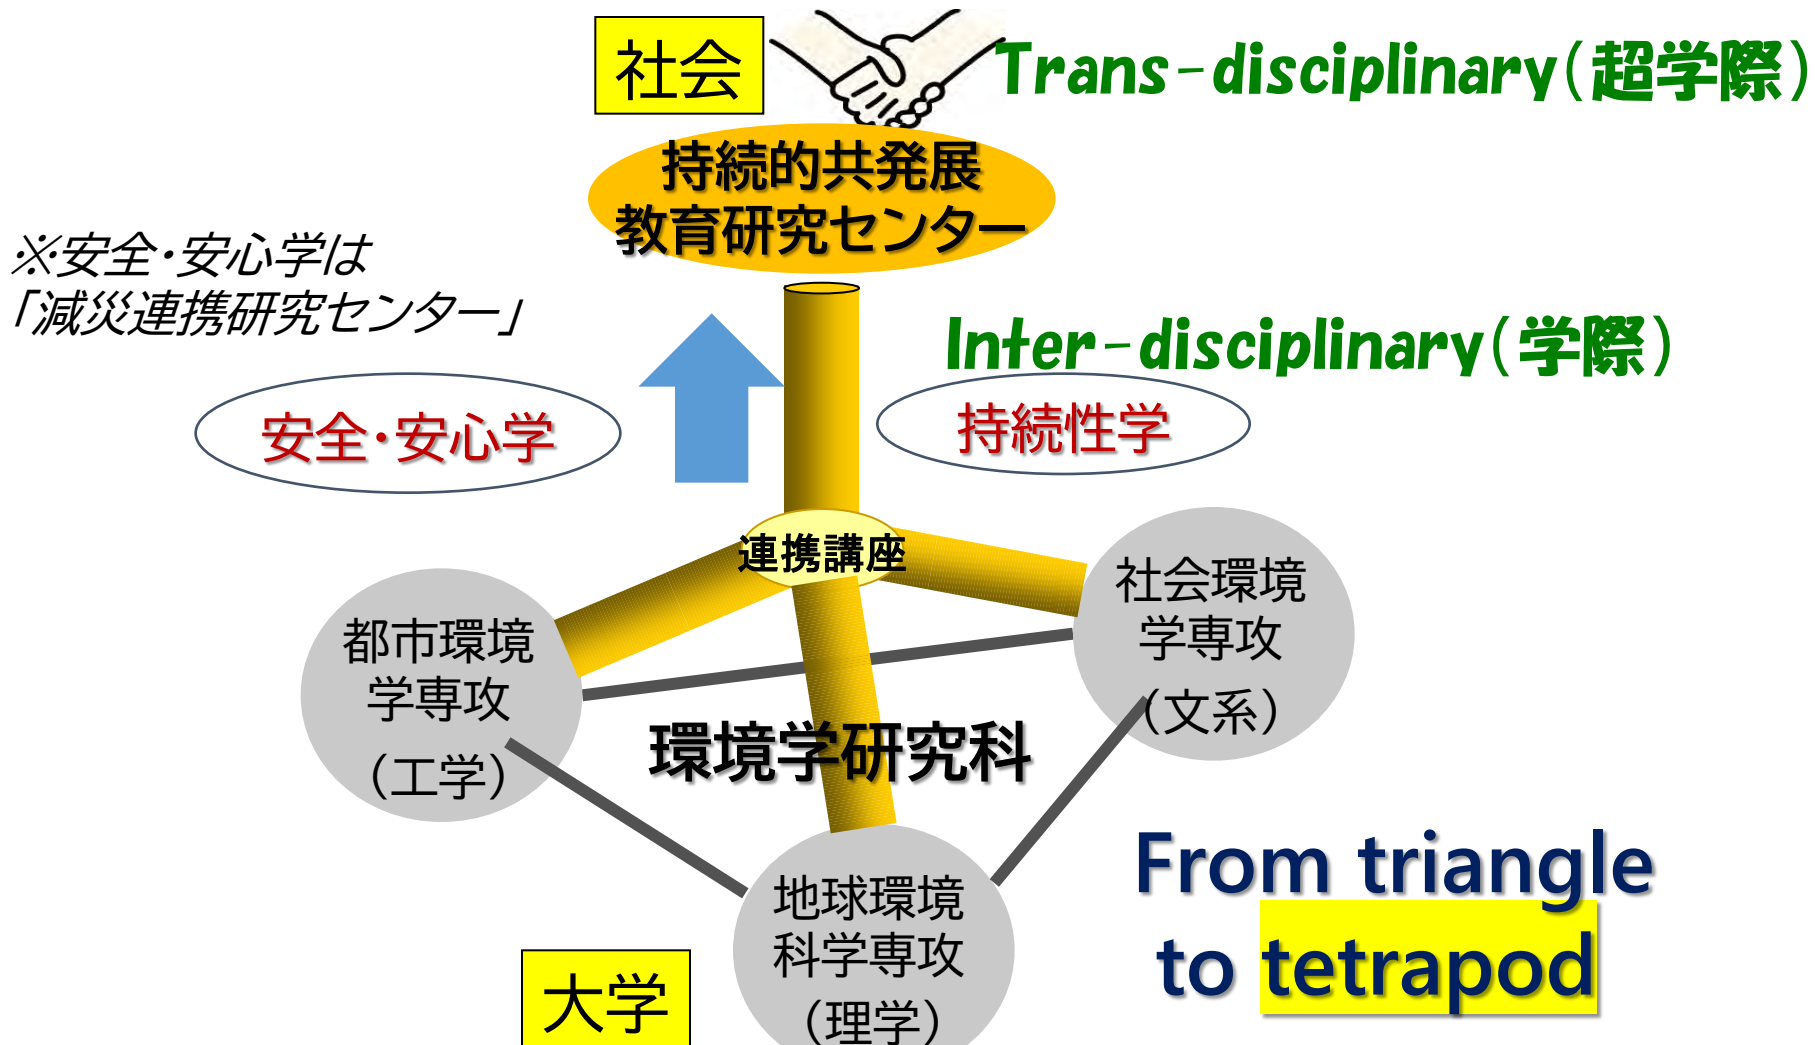 社会
Trans-disciplinary(超学際)
持続的共発展
教育研究センター
※安全・安心学は
「減災連携研究センター」
Inter-disciplinary(学際)
安全・安心学
持続性学
連携講座
社会環境
学専攻
（文系）
都市環境
学専攻
（工学）
環境学研究科
地球環境
科学専攻
（理学）
From triangle
to tetrapod
大学